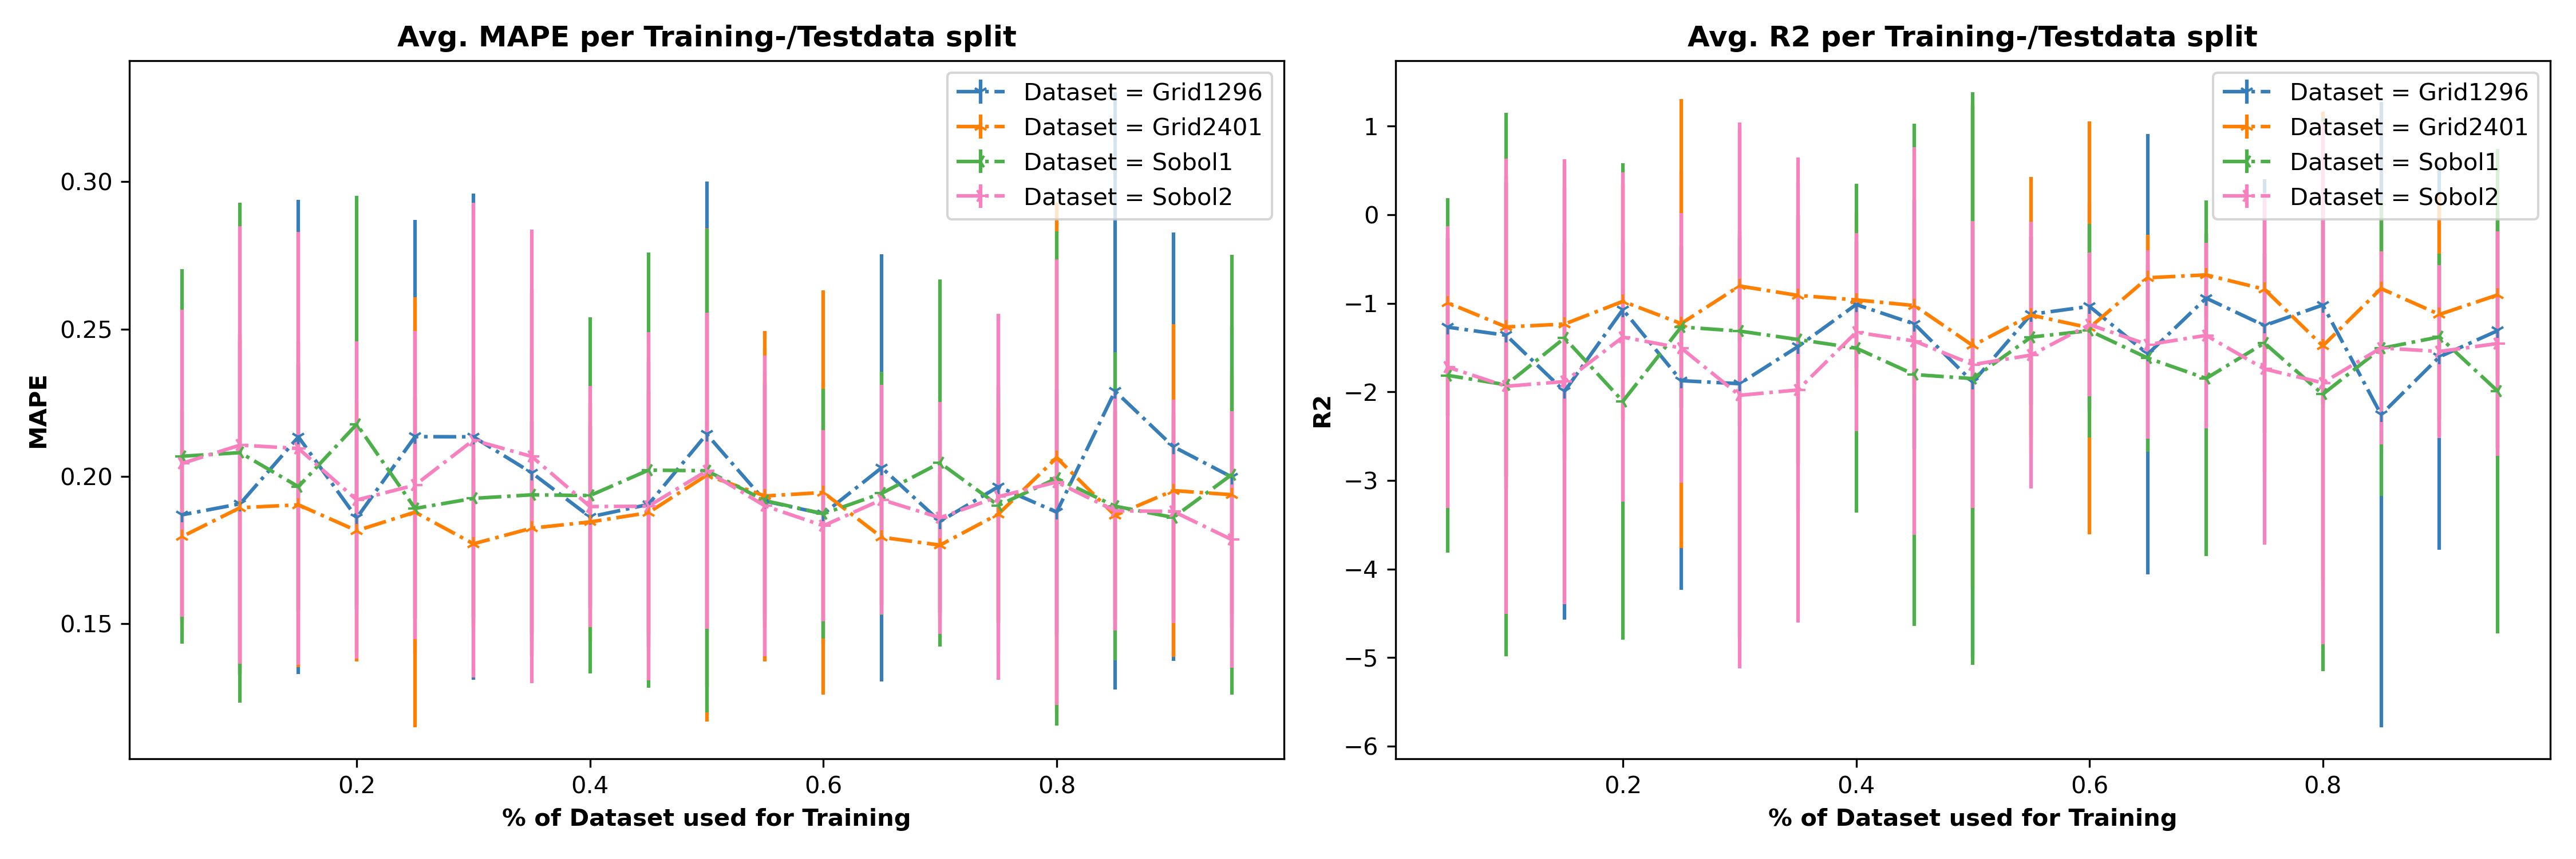 Avg. MAPE per Training-/Testdata split
Dataset = Grid1296
Dataset = Grid2401
Dataset = Sobol1
Dataset = Sobol2
0.30
0.25
0.20
0.15
MAPE
0.2 0.4 0.6 0.8
% of Dataset used for Training
Avg. R2 per Training-/Testdata split
Dataset = Grid1296
Dataset = Grid2401
Dataset = Sobol1
Dataset = Sobol2
1
0
−1
−2
−3
−4
−5
−6
R2
0.2 0.4 0.6 0.8
% of Dataset used for Training